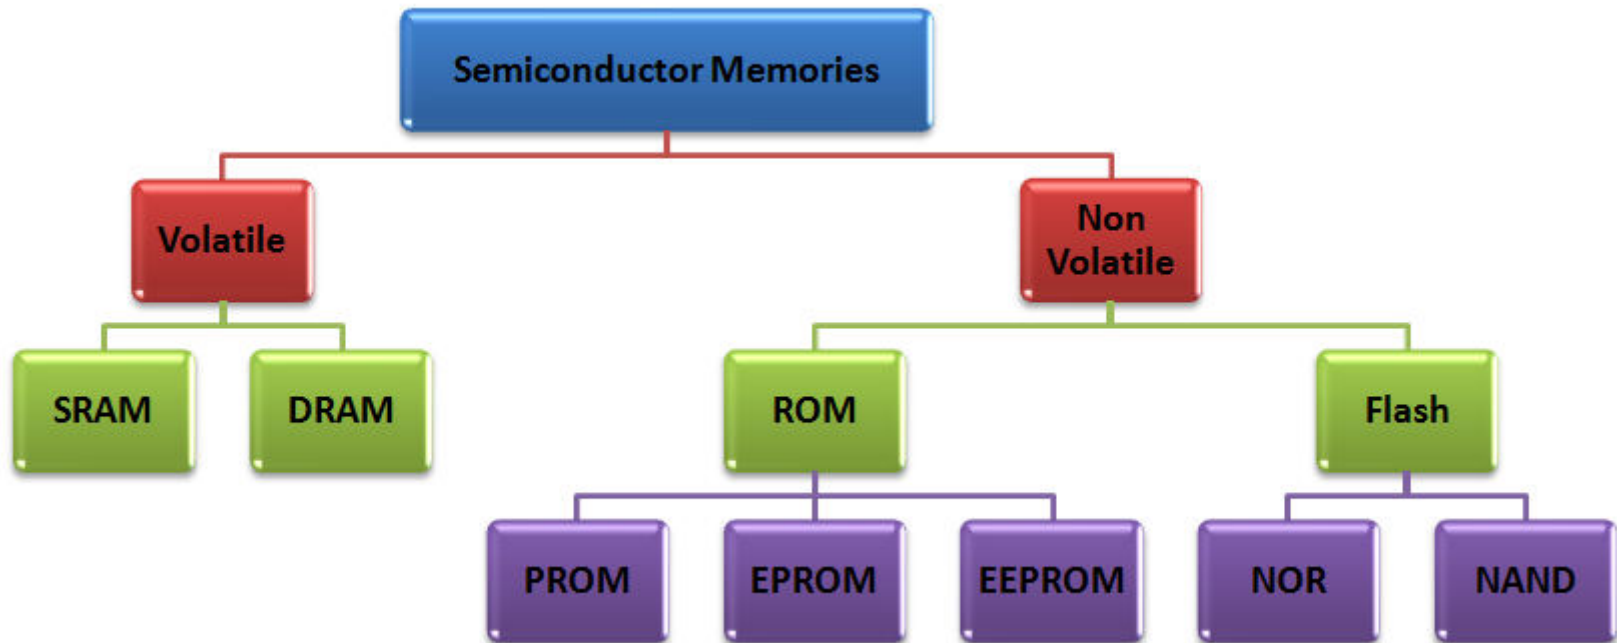 Semiconductor Memories
Volatile
Non
Volatile
SRAM
DRAM
ROM
Flash
PROM
EPROM
EEPROM
NOR
NAND